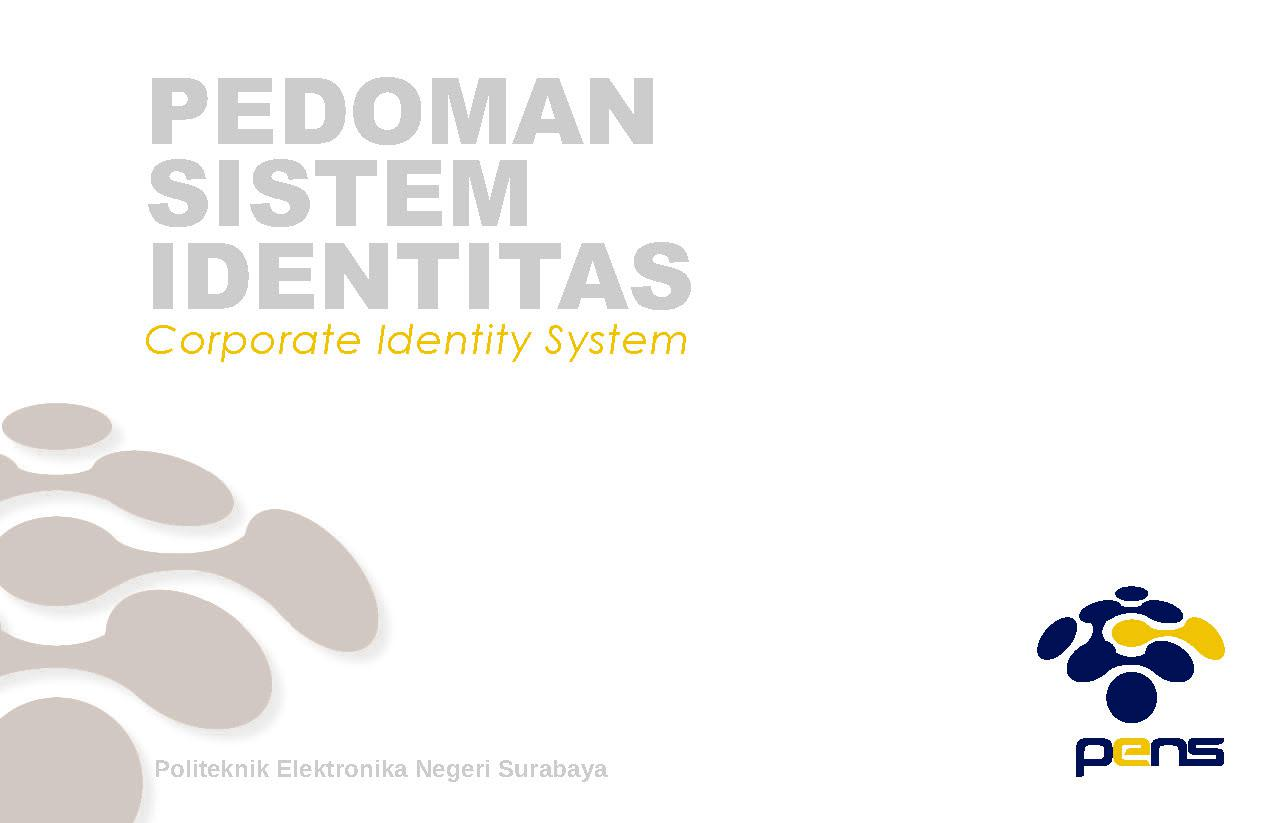 PEDOMAN
SISTEM
IDENTITAS
Corporate Identity System
Politeknik Elektronika Negeri Surabaya
pens